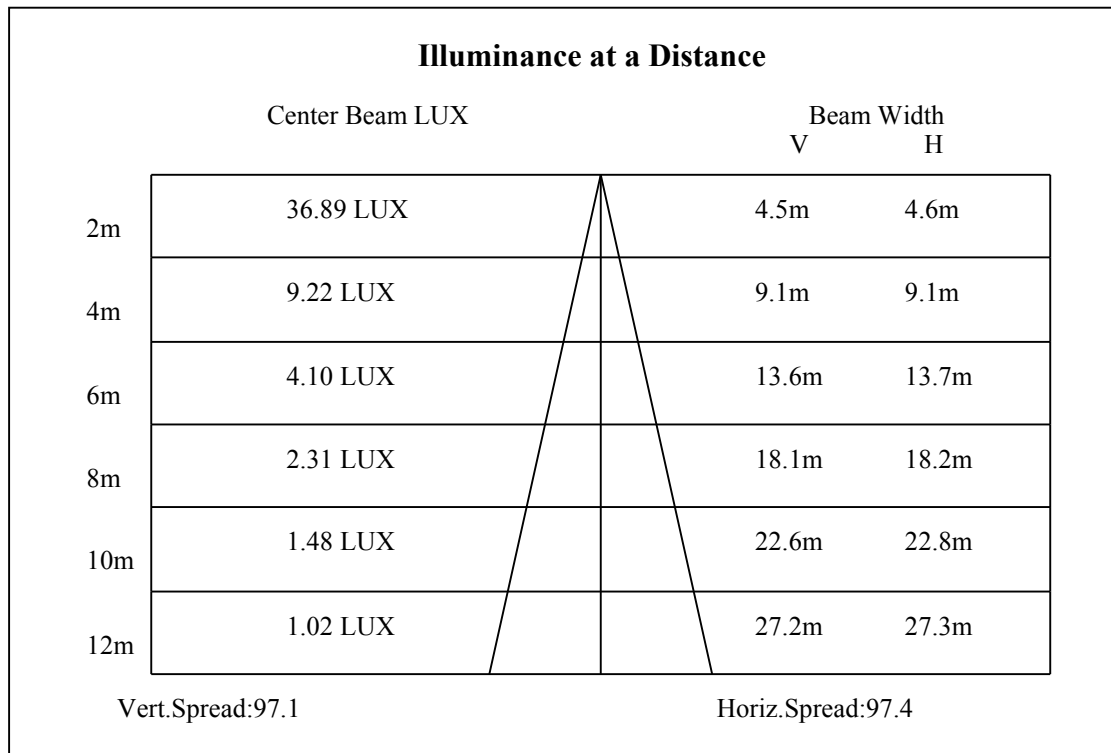 Illuminance at a Distance
Center Beam LUX Beam Width
V H
2m 36.89 LUX 4.5m 4.6m
4m 9.22 LUX 9.1m 9.1m
6m 4.10 LUX 13.6m 13.7m
8m 2.31 LUX 18.1m 18.2m
10m 1.48 LUX 22.6m 22.8m
12m 1.02 LUX 27.2m 27.3m
Vert.Spread:97.1 Horiz.Spread:97.4